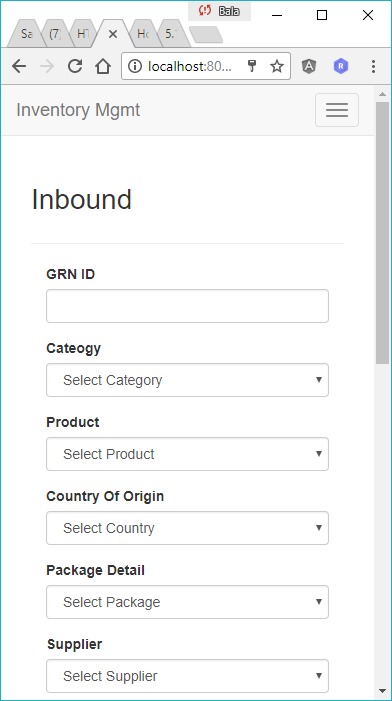 Bala
Sa
(7)
HT
Ho
5.
localhost:80...
Inventory Mgmt
Inbound
GRN ID
Cateogy
Select Category
Product
Select Product
Country Of Origin
Select Country
Package Detail
Select Package
Supplier
Select Supplier